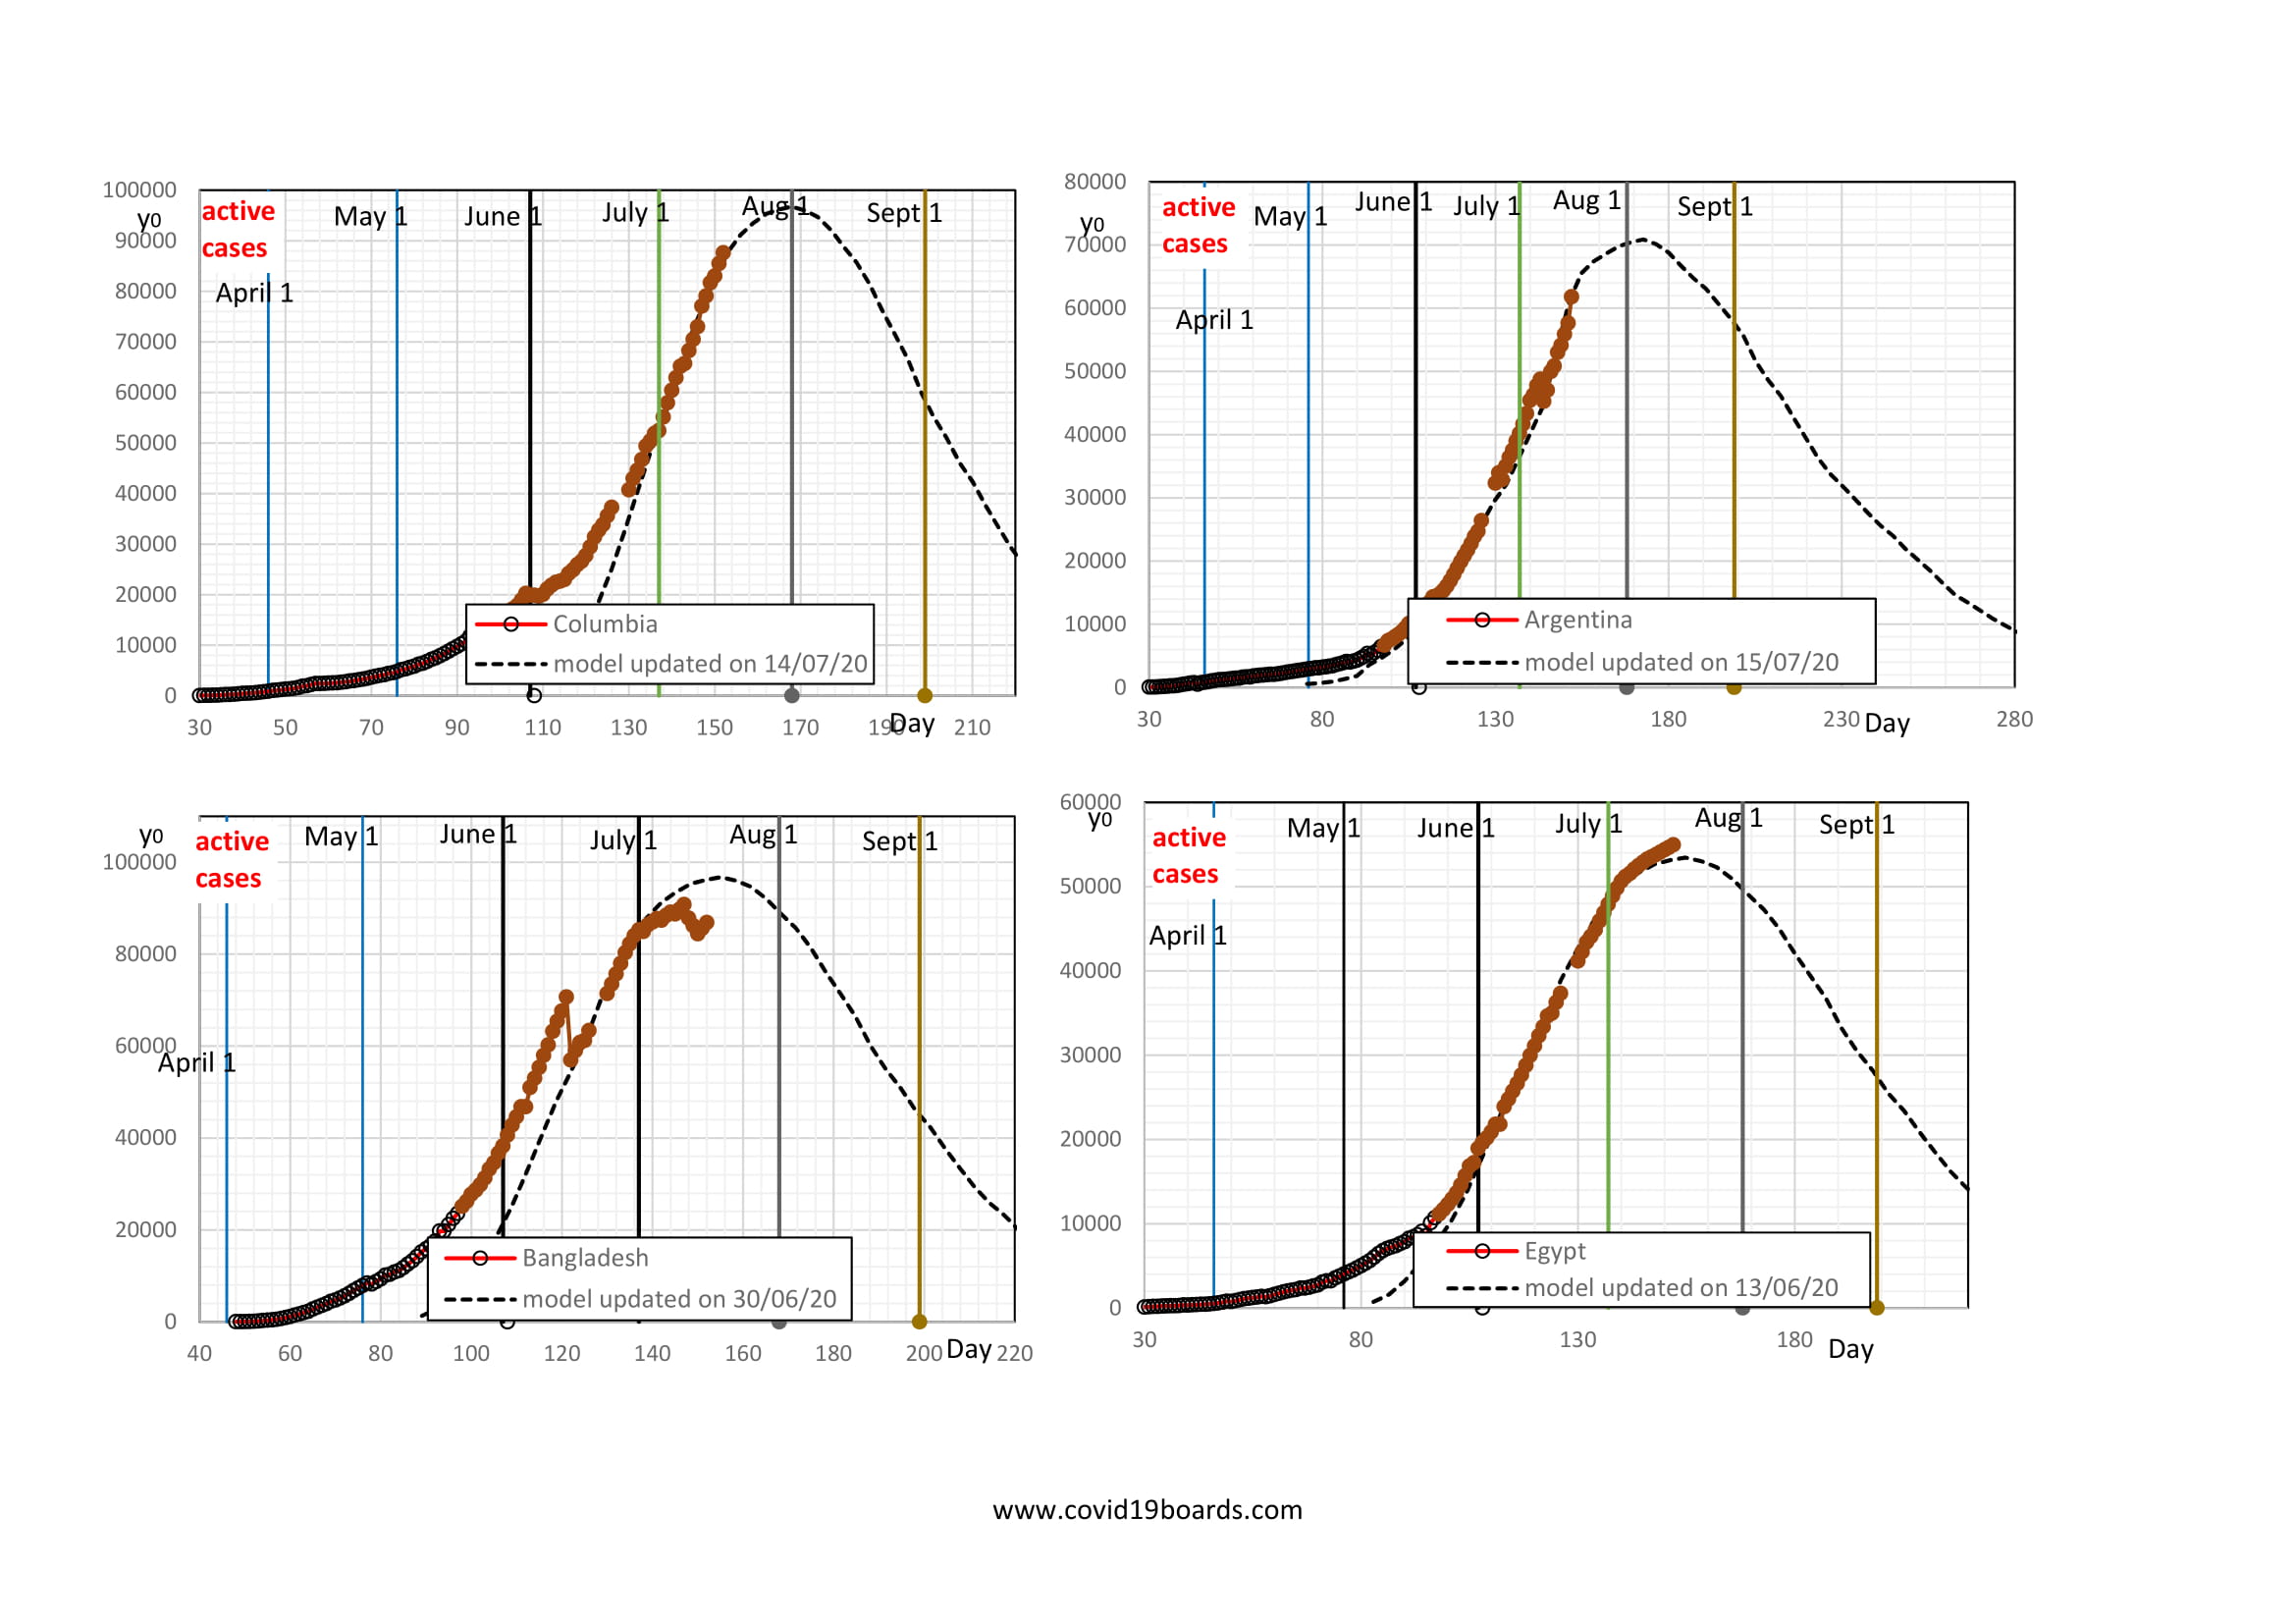 100000
y0
active
cases
May 1
June 1
July 1
Aug 1
Sept 1
90000
80000
April 1
70000
60000
50000
40000
30000
20000
10000
0
Columbia
model updated on 14/07/20
30
50
70
90
110
130
150
170
190
Day
210
80000
y0
active
cases
May 1
June 1
July 1
Aug 1
Sept 1
70000
60000
April 1
50000
40000
30000
20000
10000
0
Argentina
model updated on 15/07/20
30
80
130
180
230
Day
280
y0
active
cases
May 1
June 1
July 1
Aug 1
Sept 1
100000
80000
60000
April 1
40000
20000
0
Bangladesh
model updated on 30/06/20
40
60
80
100
120
140
160
180
200
Day
220
60000
y0
active
cases
May 1
June 1
July 1
Aug 1
Sept 1
50000
April 1
40000
30000
20000
10000
0
Egypt
model updated on 13/06/20
30
80
130
180
Day
www.covid19boards.com